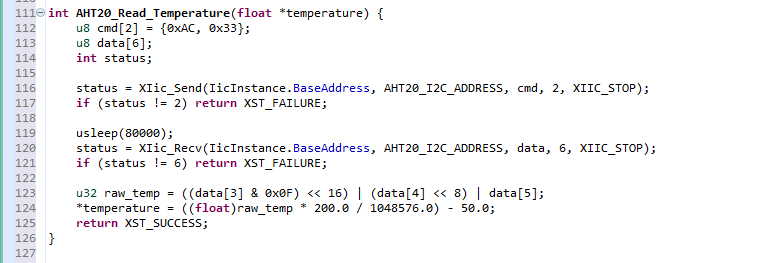 111 int AHT20_Read_Temperature(float *temperature) {
112     u8 cmd[2] = {0xAC, 0x33};
113     u8 data[6];
114     int status;
115
116     status = XIic_Send(IicInstance.BaseAddress, AHT20_I2C_ADDRESS, cmd, 2, XIIC_STOP);
117     if (status != 2) return XST_FAILURE;
118
119     usleep(80000);
120     status = XIic_Recv(IicInstance.BaseAddress, AHT20_I2C_ADDRESS, data, 6, XIIC_STOP);
121     if (status != 6) return XST_FAILURE;
122
123     u32 raw_temp = ((data[3] & 0x0F) << 16) | (data[4] << 8) | data[5];
124     *temperature = ((float)raw_temp * 200.0 / 1048576.0) - 50.0;
125     return XST_SUCCESS;
126 }
127